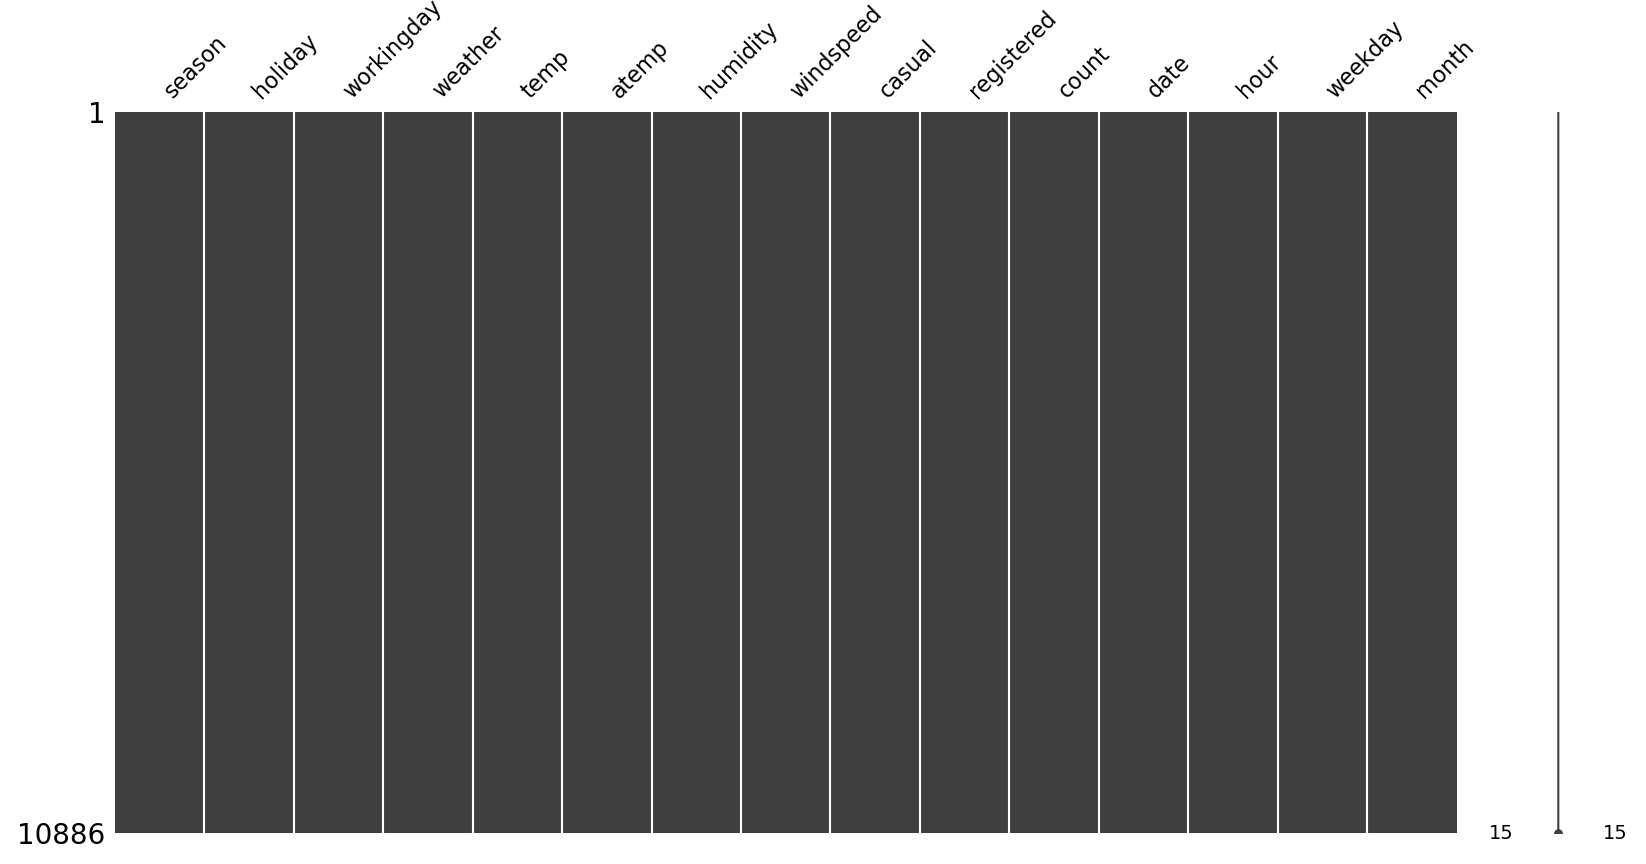 season
holiday
workingday
weather
temp
atemp
humidity
windspeed
casual
registered
count
date
hour
weekday
month
1
10886
15
15